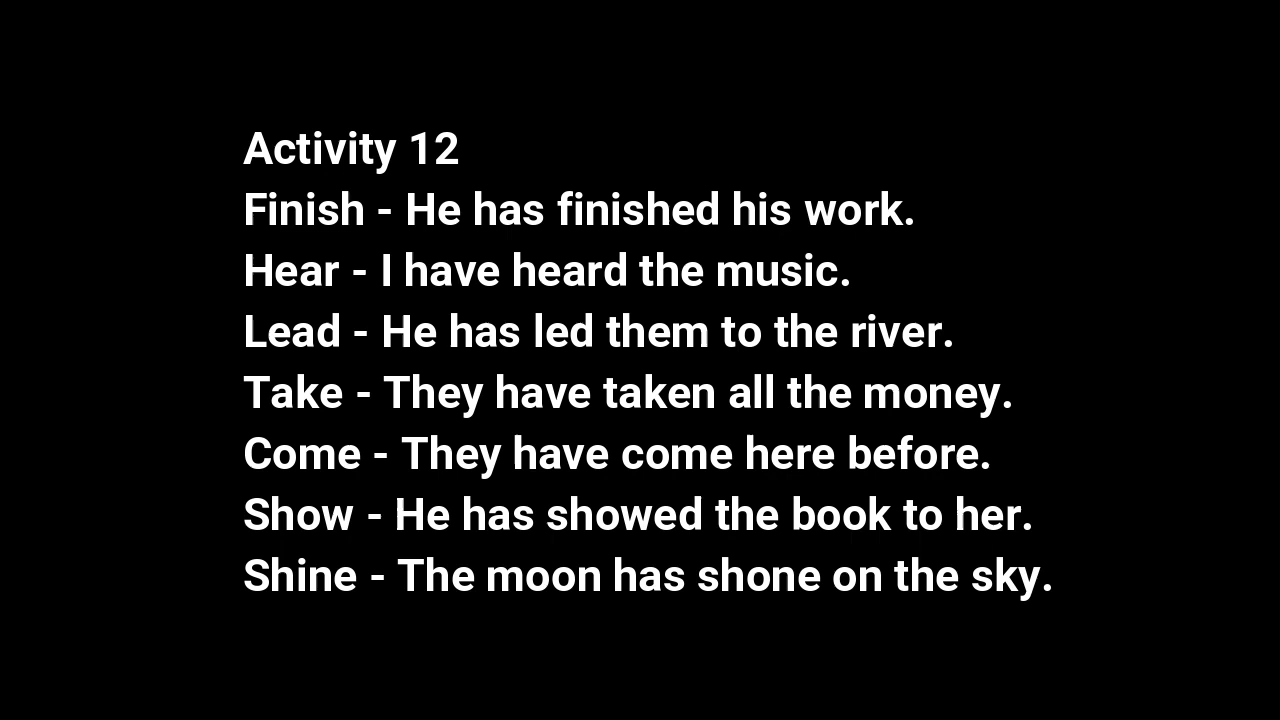 Activity 12
Finish - He has finished his work.
Hear - I have heard the music.
Lead - He has led them to the river.
Take - They have taken all the money.
Come - They have come here before.
Show - He has showed the book to her.
Shine - The moon has shone on the sky.